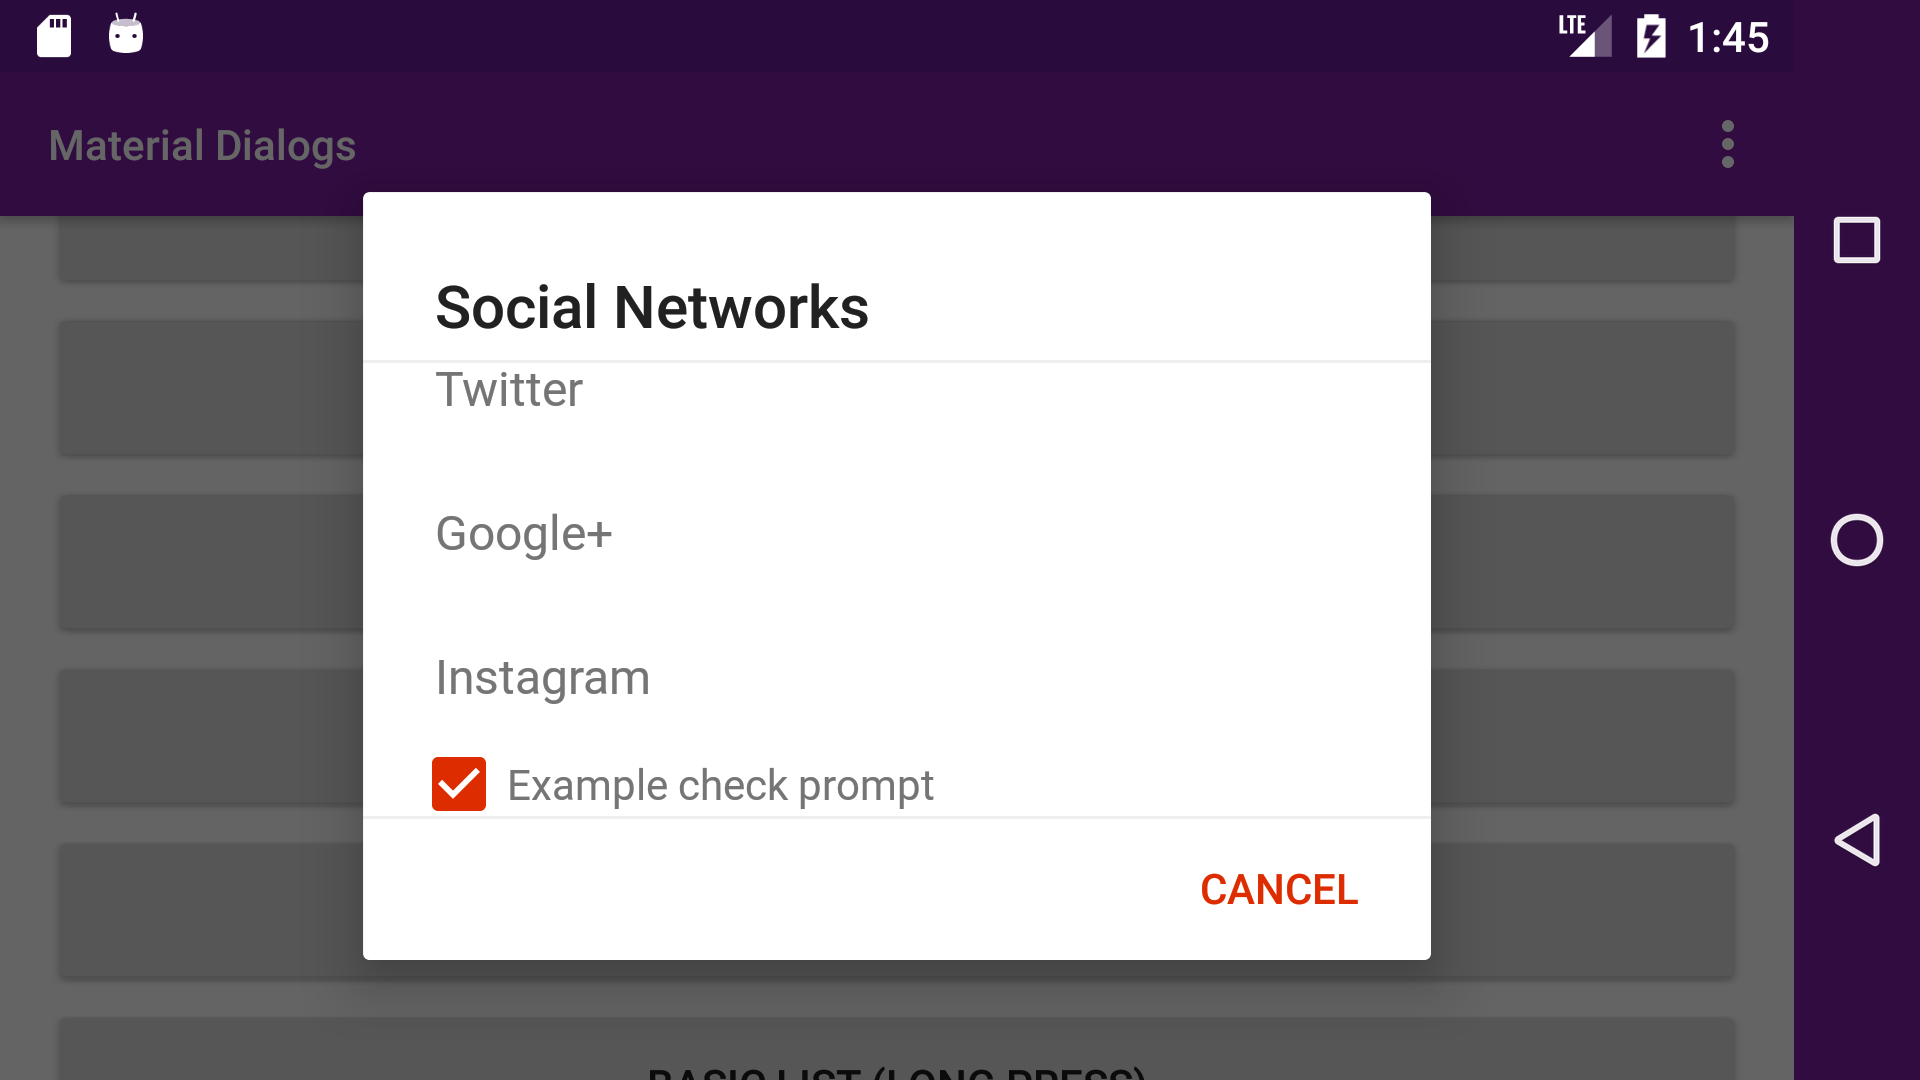 LTE 1:45
Material Dialogs
Social Networks
Twitter
Google+
Instagram
Example check prompt
CANCEL
BASIC LIST (LONG PRESS)